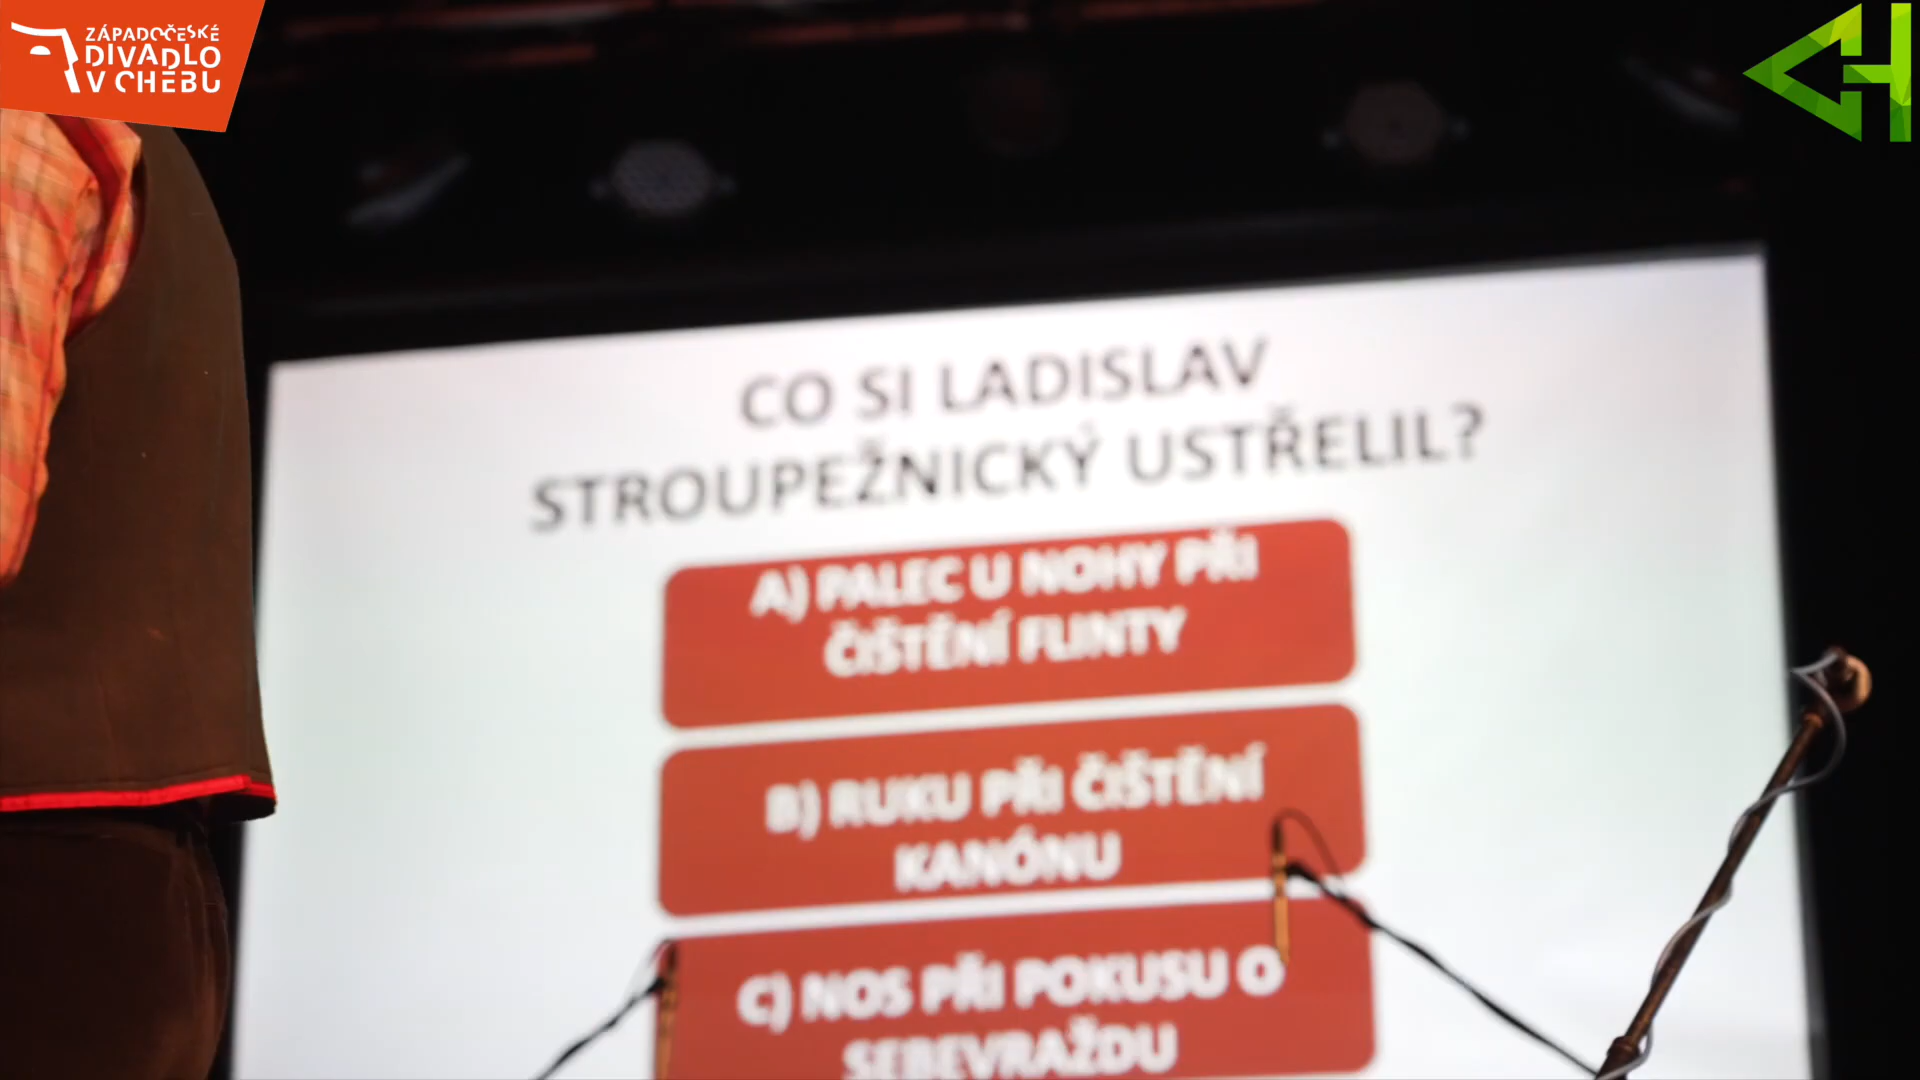 ZÁPADOČESKÉ
DIVADLO
V CHEBU
CH
CO SI LADISLAV
STROUPEŽNICKÝ USTŘELIL?
A) PALEC U NOHY PŘI
ČIŠTĚNÍ FLINTY
B) RUKU PŘI ČIŠTĚNÍ
KANÓNU
C) NOS PŘI POKUSU O
SEBEVRAŽDU